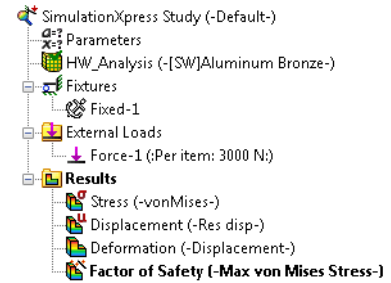 SimulationXpress Study (-Default-)
Parameters
HW_Analysis (-[SW]Aluminum Bronze-)
Fixtures
Fixed-1
External Loads
Force-1 (:Per item: 3000 N:)
Results
Stress (-vonMises-)
Displacement (-Res disp-)
Deformation (-Displacement-)
Factor of Safety (-Max von Mises Stress-)